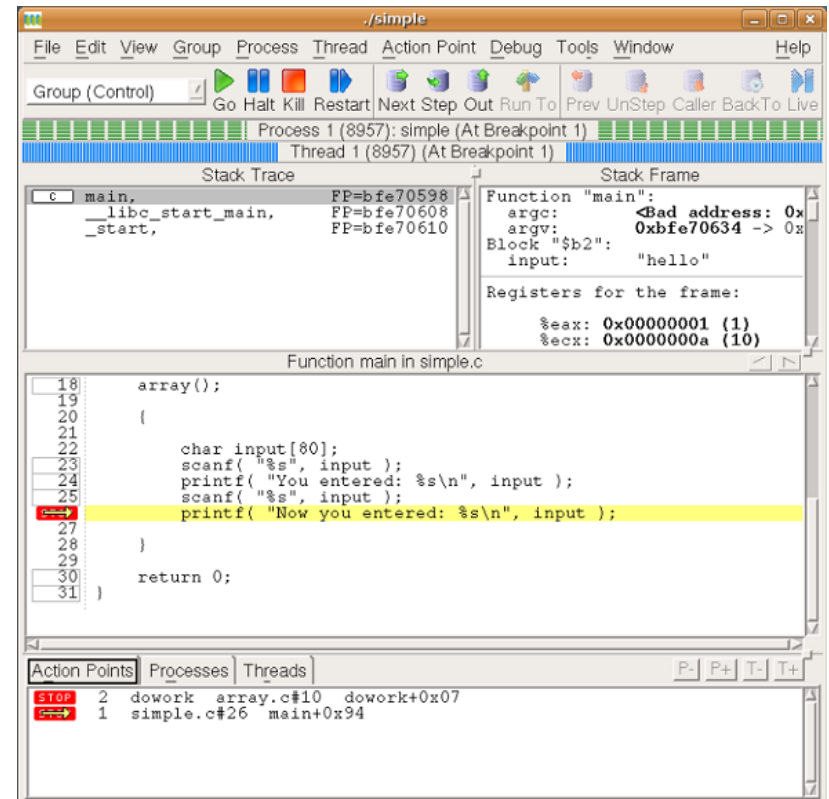 ./simple
File Edit View Group Process Thread Action Point Debug Tools Window Help
Group (Control) Go Halt Kill Restart Next Step Out Run To Prev UnStep Caller BackTo Live
Process 1 (8957): simple (At Breakpoint 1)
Thread 1 (8957) (At Breakpoint 1)
Stack Trace Stack Frame
C main, FP=bfe70598
__libc_start_main, FP=bfe70608
_start, FP=bfe70610
Function "main":
argc: <Bad address: 0x
argv: 0xbfe70634 -> 0x
Block "$b2":
input: "hello"
Registers for the frame:
%eax: 0x00000001 (1)
%ecx: 0x0000000a (10)
Function main in simple.c
18 array();
19
20 {
21
22 char input[80];
23 scanf( "%s", input );
24 printf( "You entered: %s\n", input );
25 scanf( "%s", input );
printf( "Now you entered: %s\n", input );
27
28 }
29
30 return 0;
31 }
Action Points Processes Threads P- P+ T- T+
STOP 2 dowork array.c#10 dowork+0x07
1 simple.c#26 main+0x94